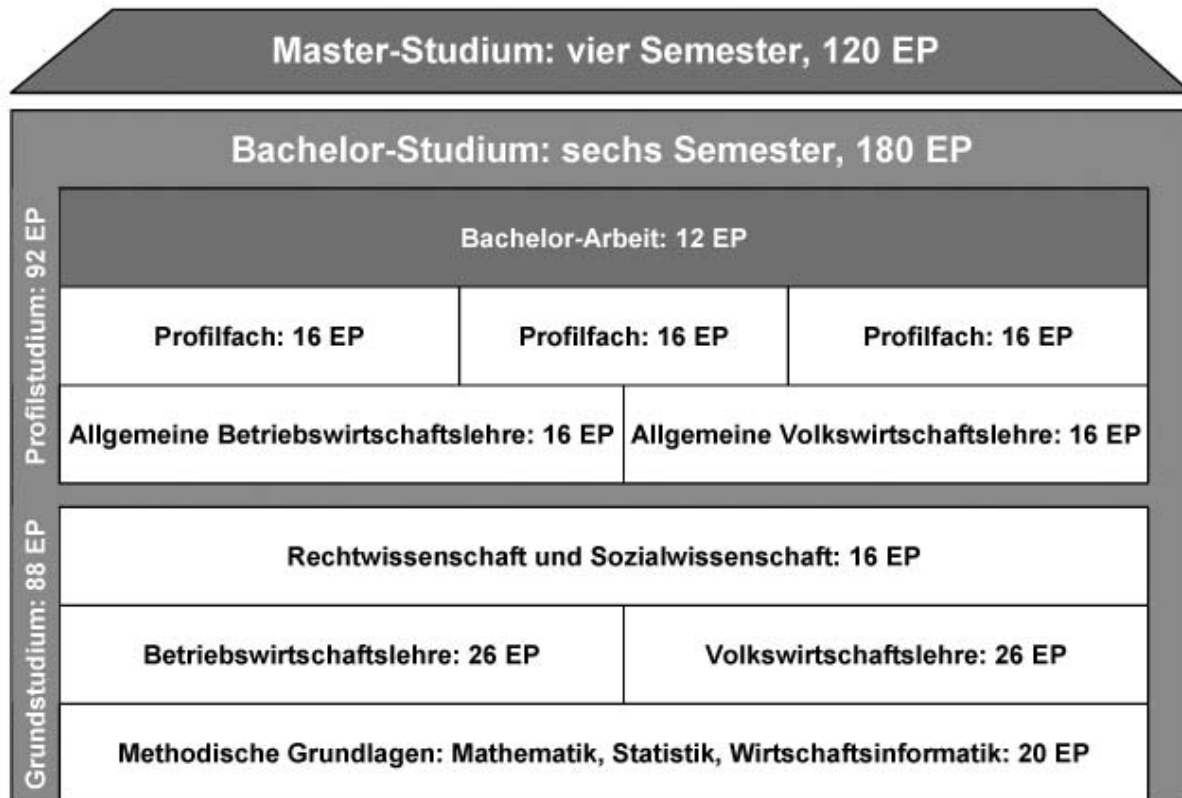 Master-Studium: vier Semester, 120 EP
Bachelor-Studium: sechs Semester, 180 EP
Profilstudium: 92 EP
Bachelor-Arbeit: 12 EP
Profilfach: 16 EP
Profilfach: 16 EP
Profilfach: 16 EP
Allgemeine Betriebswirtschaftslehre: 16 EP
Allgemeine Volkswirtschaftslehre: 16 EP
Grundstudium: 88 EP
Rechtwissenschaft und Sozialwissenschaft: 16 EP
Betriebswirtschaftslehre: 26 EP
Volkswirtschaftslehre: 26 EP
Methodische Grundlagen: Mathematik, Statistik, Wirtschaftsinformatik: 20 EP